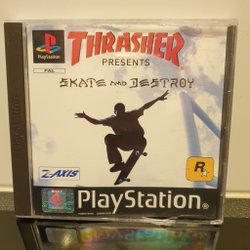 PlayStation
PAL
THRASHER
PRESENTS
SKATE AND DESTROY
Z-AXIS
R
PlayStation